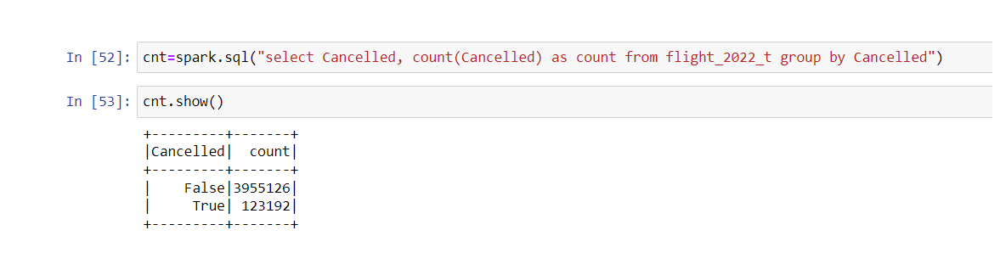 In [52]: cnt=spark.sql("select Cancelled, count(Cancelled) as count from flight_2022_t group by Cancelled")
In [53]: cnt.show()
+---------+-------+
|Cancelled|  count|
+---------+-------+
|    False|3955126|
|     True| 123192|
+---------+-------+